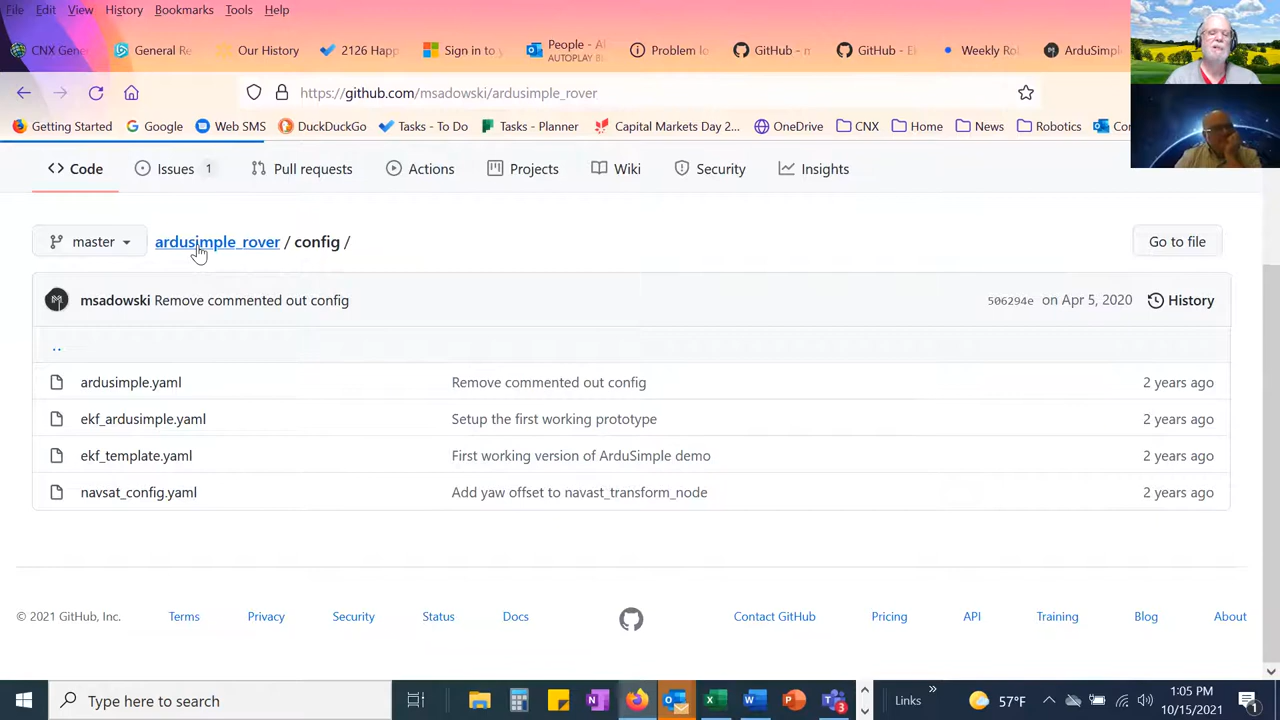 File Edit View History Bookmarks Tools Help
CNX Gene General Re Our History 2126 Happ Sign in to y People - Al Problem lo GitHub - m GitHub - El Weekly Ro ArduSimple
AUTOPLAY B
https://github.com/msadowski/ardusimple_rover
Getting Started Google Web SMS DuckDuckGo Tasks - To Do Tasks - Planner Capital Markets Day 2... OneDrive CNX Home News Robotics Con
Code Issues 1 Pull requests Actions Projects Wiki Security Insights
master ardusimple_rover / config / Go to file
msadowski Remove commented out config 506294e on Apr 5, 2020 History
..
ardusimple.yaml Remove commented out config 2 years ago
ekf_ardusimple.yaml Setup the first working prototype 2 years ago
ekf_template.yaml First working version of ArduSimple demo 2 years ago
navsat_config.yaml Add yaw offset to navast_transform_node 2 years ago
© 2021 GitHub, Inc. Terms Privacy Security Status Docs Contact GitHub Pricing API Training Blog About
Type here to search Links 57°F 1:05 PM
10/15/2021